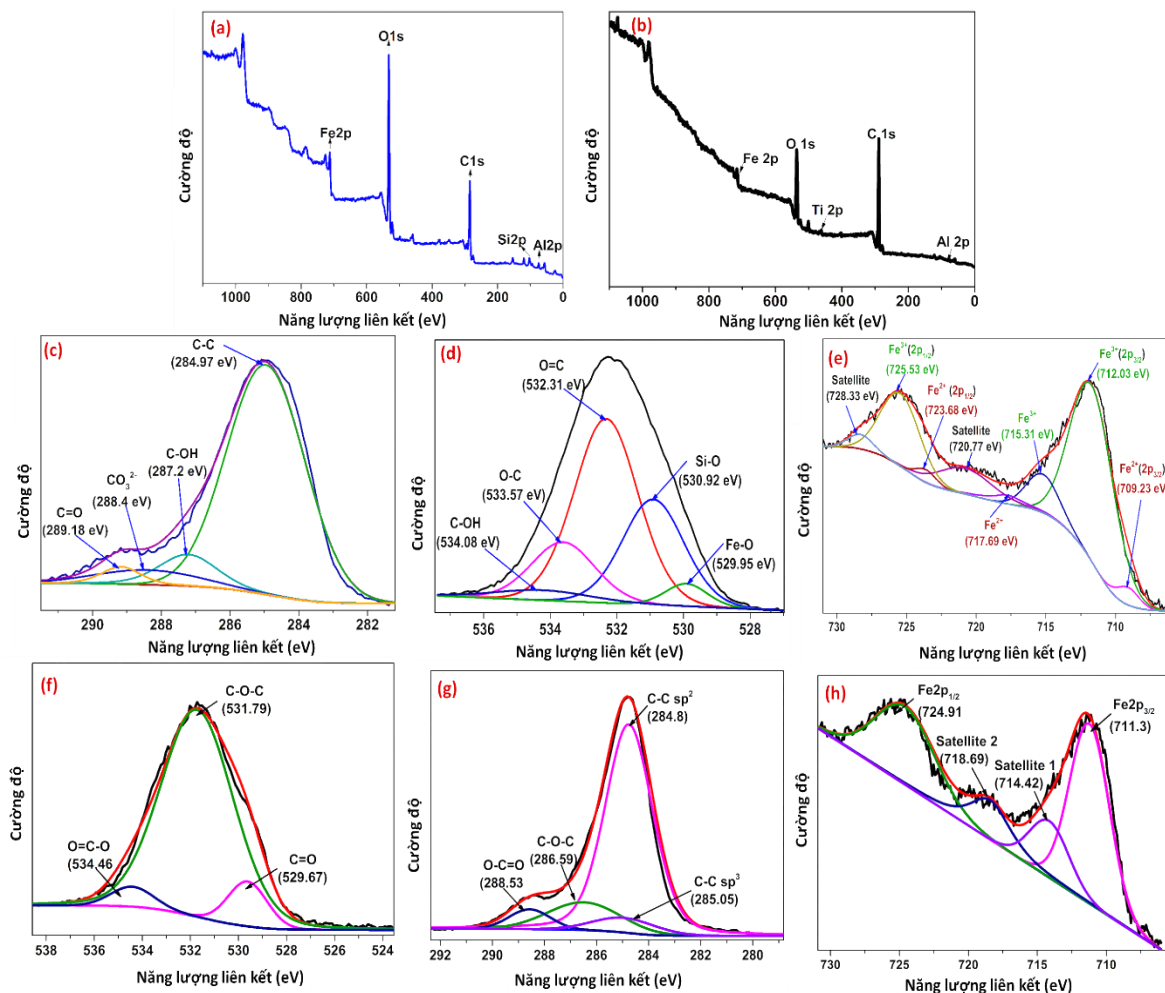 (a)
O1s
Fe2p
C1s
Si2p
Al2p
Cường độ
1000 800 600 400 200 0
Năng lượng liên kết (eV)
(b)
C 1s
O 1s
Fe 2p
Ti 2p
Al 2p
Cường độ
1000 800 600 400 200 0
Năng lượng liên kết (eV)
(c)
C-C
(284.97 eV)
C-OH
(287.2 eV)
CO₃²⁻
(288.4 eV)
C=O
(289.18 eV)
Cường độ
290 288 286 284 282
Năng lượng liên kết (eV)
(d)
O=C
(532.31 eV)
Si-O
(530.92 eV)
O-C
(533.57 eV)
C-OH
(534.08 eV)
Fe-O
(529.95 eV)
Cường độ
536 534 532 530 528
Năng lượng liên kết (eV)
(e)
Fe³⁺(2p₁/₂)
(725.53 eV)
Fe³⁺(2p₃/₂)
(712.03 eV)
Satellite
(728.33 eV)
Fe²⁺ (2p₁/₂)
(723.68 eV)
Satellite
(720.77 eV)
Fe³⁺
(715.31 eV)
Fe²⁺(2p₃/₂)
(709.23 eV)
Fe²⁺
(717.69 eV)
Cường độ
730 725 720 715 710
Năng lượng liên kết (eV)
(f)
C-O-C
(531.79)
O=C-O
(534.46
C=O
(529.67)
Cường độ
538 536 534 532 530 528 526 524
Năng lượng liên kết (eV)
(g)
C-C sp²
(284.8)
C-O-C
(286.59)
O-C=O
(288.53
C-C sp³
(285.05)
Cường độ
292 290 288 286 284 282 280
Năng lượng liên kết (eV)
(h)
Fe2p₁/₂
(724.91
Fe2p₃/₂
(711.3)
Satellite 2
(718.69)
Satellite 1
(714.42)
Cường độ
730 725 720 715 710
Năng lượng liên kết (eV)